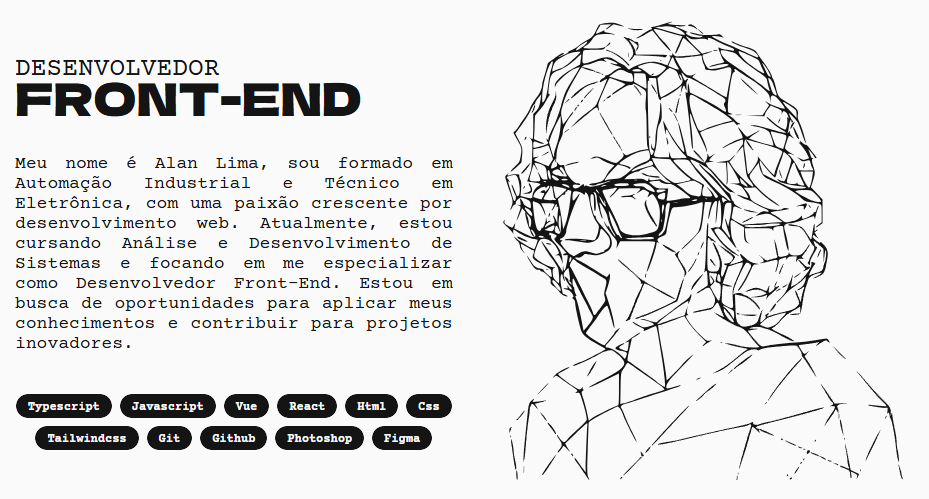 DESENVOLVEDOR
FRONT-END
Meu nome é Alan Lima, sou formado em
Automação Industrial e Técnico em
Eletrônica, com uma paixão crescente por
desenvolvimento web. Atualmente, estou
cursando Análise e Desenvolvimento de
Sistemas e focando em me especializar
como Desenvolvedor Front-End. Estou em
busca de oportunidades para aplicar meus
conhecimentos e contribuir para projetos
inovadores.
Typescript Javascript Vue React Html Css
Tailwindcss Git Github Photoshop Figma